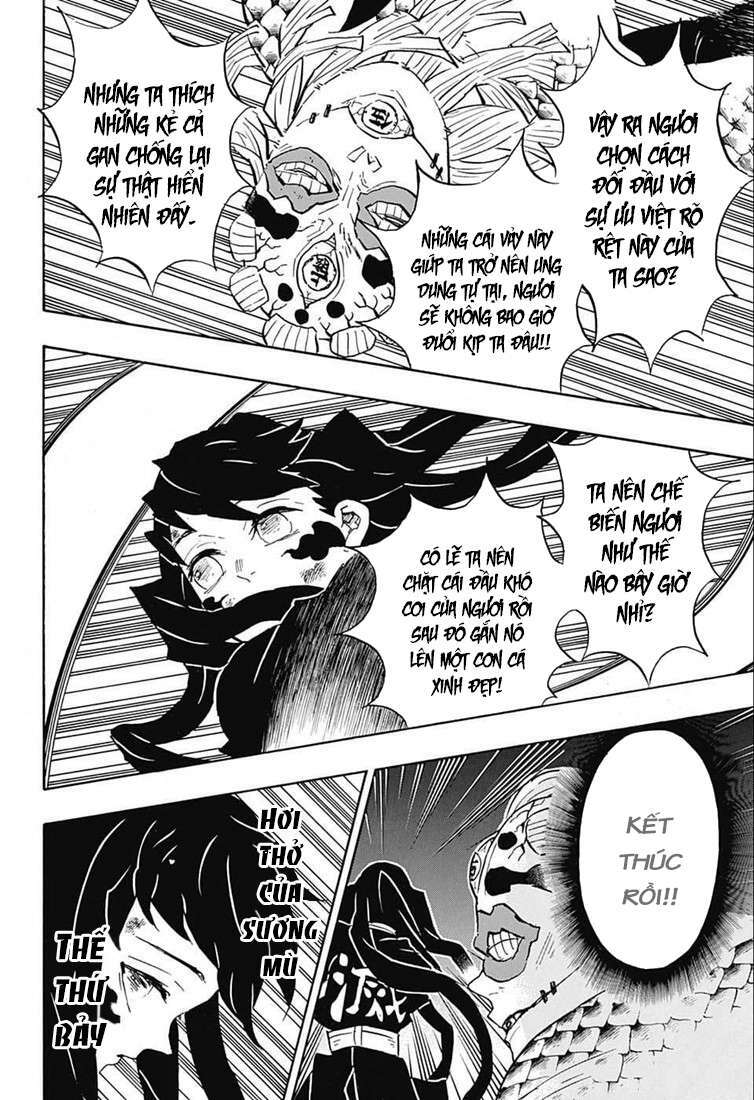 VẬY RA NGƯƠI
CHỌN CÁCH
ĐỐI ĐẦU VỚI
SỰ ƯU VIỆT RÕ
RỆT NÀY CỦA
TA SAO?
NHỮNG CÁI VẢY NÀY
GIÚP TA TRỞ NÊN UNG
DUNG TỰ TẠI, NGƯƠI
SẼ KHÔNG BAO GIỜ
ĐUỔI KỊP TA ĐÂU!!
NHƯNG TA THÍCH
NHỮNG KẺ CẢ
GAN CHỐNG LẠI
SỰ THẬT HIỂN
NHIÊN ĐẤY.
TA NÊN CHẾ
BIẾN NGƯƠI
NHƯ THẾ
NÀO BÂY GIỜ
NHỈ?
CÓ LẼ TA NÊN
CHẶT CÁI ĐẦU KHÓ
COI CỦA NGƯƠI RỒI
SAU ĐÓ GẮN NÓ
LÊN MỘT CON CÁ
XINH ĐẸP!
KẾT
THÚC
RỒI!!
HƠI
THỞ
CỦA
SƯƠNG
MÙ
THẾ
THỨ
BẢY